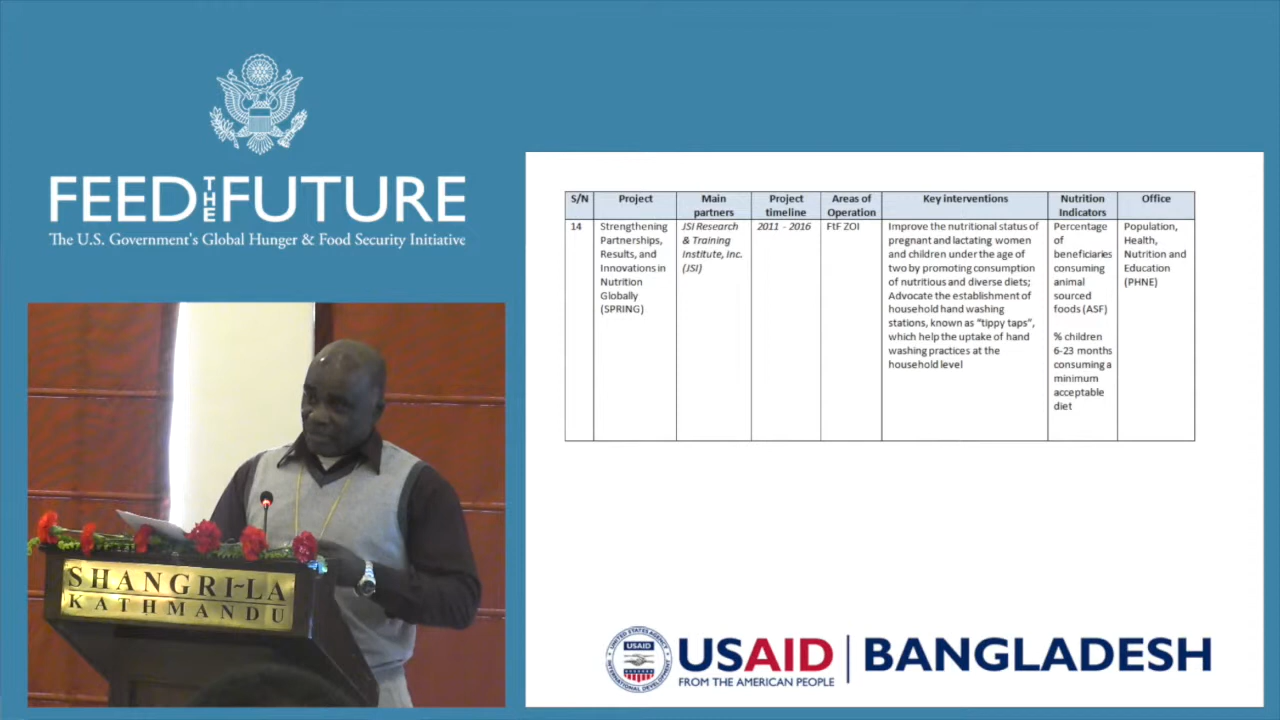 FEED THE FUTURE
The U.S. Government's Global Hunger & Food Security Initiative
S/N
Project
Main
partners
Project
timeline
Areas of
Operation
Key interventions
Nutrition
Indicators
Office
14
Strengthening
Partnerships,
Results, and
Innovations in
Nutrition
Globally
(SPRING)
JSI Research
& Training
Institute, Inc.
(JSI)
2011 - 2016
FtF ZOI
Improve the nutritional status of
pregnant and lactating women
and children under the age of
two by promoting consumption
of nutritious and diverse diets;
Advocate the establishment of
household hand washing
stations, known as "tippy taps",
which help the uptake of hand
washing practices at the
household level
Percentage
of
beneficiaries
consuming
animal
sourced
foods (ASF)
% children
6-23 months
consuming a
minimum
acceptable
diet
Population,
Health,
Nutrition and
Education
(PHNE)
SHANGRI~LA
KATHMANDU
UNITED STATES AGENCY
USAID
INTERNATIONAL DEVELOPMENT
USAID
FROM THE AMERICAN PEOPLE
BANGLADESH